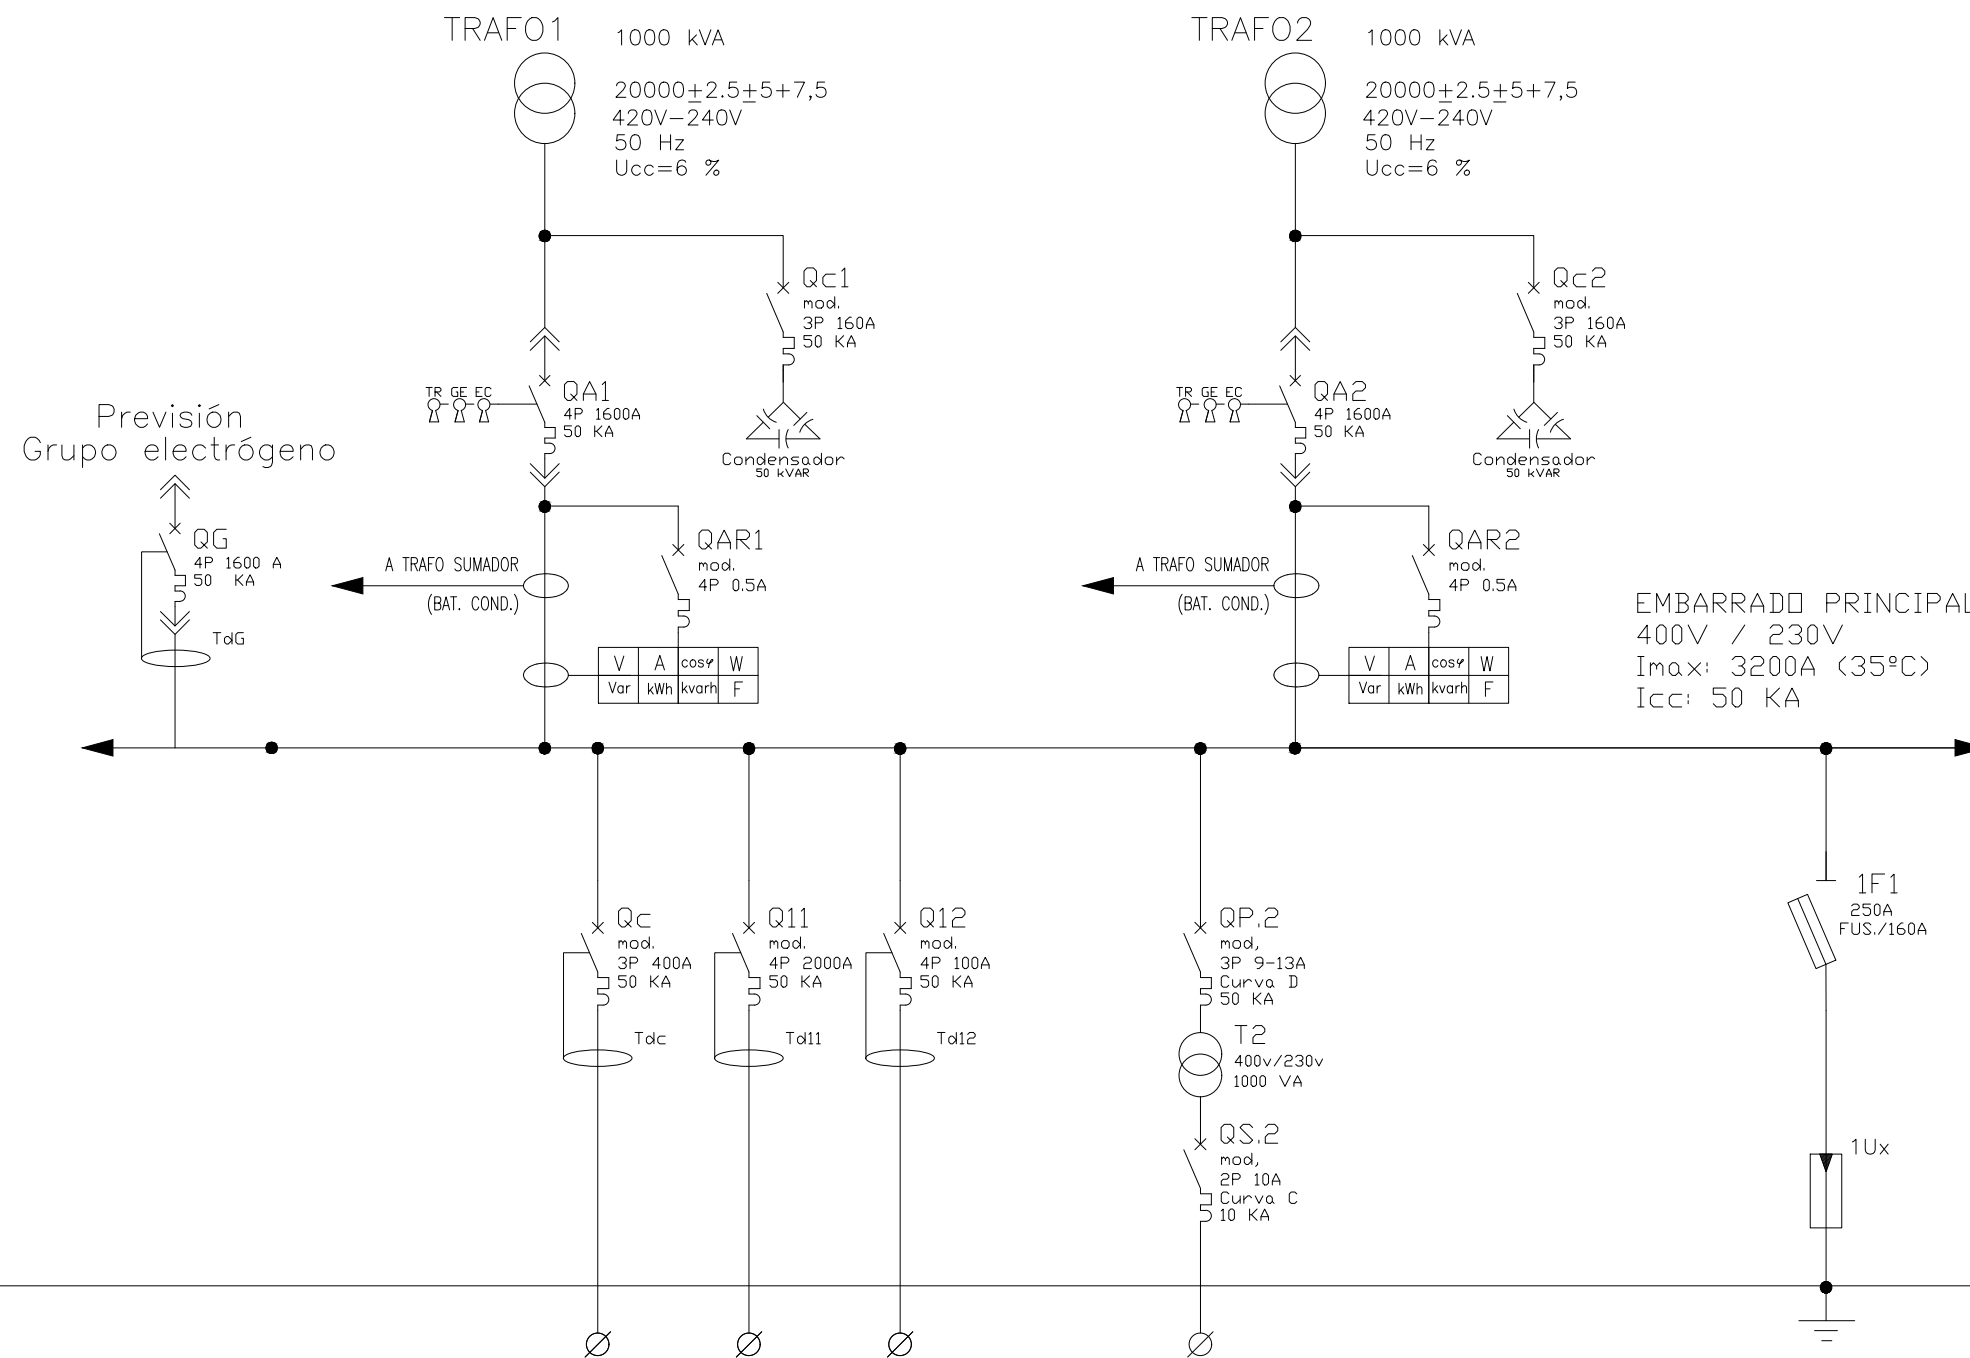 TRAFO1
1000 kVA
20000±2.5±5+7,5
420V-240V
50 Hz
Ucc=6 %
TRAFO2
1000 kVA
20000±2.5±5+7,5
420V-240V
50 Hz
Ucc=6 %
Qc1
mod.
3P 160A
50 KA
Qc2
mod.
3P 160A
50 KA
TR GE EC
QA1
4P 1600A
50 KA
Condensador
50 kVAR
TR GE EC
QA2
4P 1600A
50 KA
Condensador
50 kVAR
Previsión
Grupo electrógeno
QG
4P 1600 A
50 KA
TdG
A TRAFO SUMADOR
(BAT. COND.)
QAR1
mod.
4P 0.5A
V A cosφ W
Var kWh kvarh F
A TRAFO SUMADOR
(BAT. COND.)
QAR2
mod.
4P 0.5A
V A cosφ W
Var kWh kvarh F
EMBARRADO PRINCIPAL
400V / 230V
Imax: 3200A (35ºC)
Icc: 50 KA
Qc
mod.
3P 400A
50 KA
Tdc
Q11
mod.
4P 2000A
50 KA
Td11
Q12
mod.
4P 100A
50 KA
Td12
QP.2
mod,
3P 9-13A
Curva D
50 KA
T2
400v/230v
1000 VA
QS.2
mod,
2P 10A
Curva C
10 KA
1F1
250A
FUS./160A
1Ux